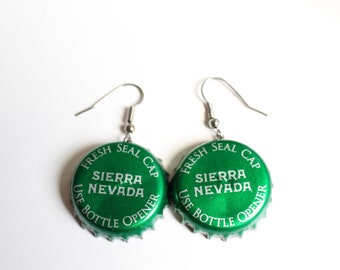 FRESH SEAL CAP
SIERRA
NEVADA
USE BOTTLE OPENER
FRESH SEAL CAP
SIERRA
NEVADA
USE BOTTLE OPENER